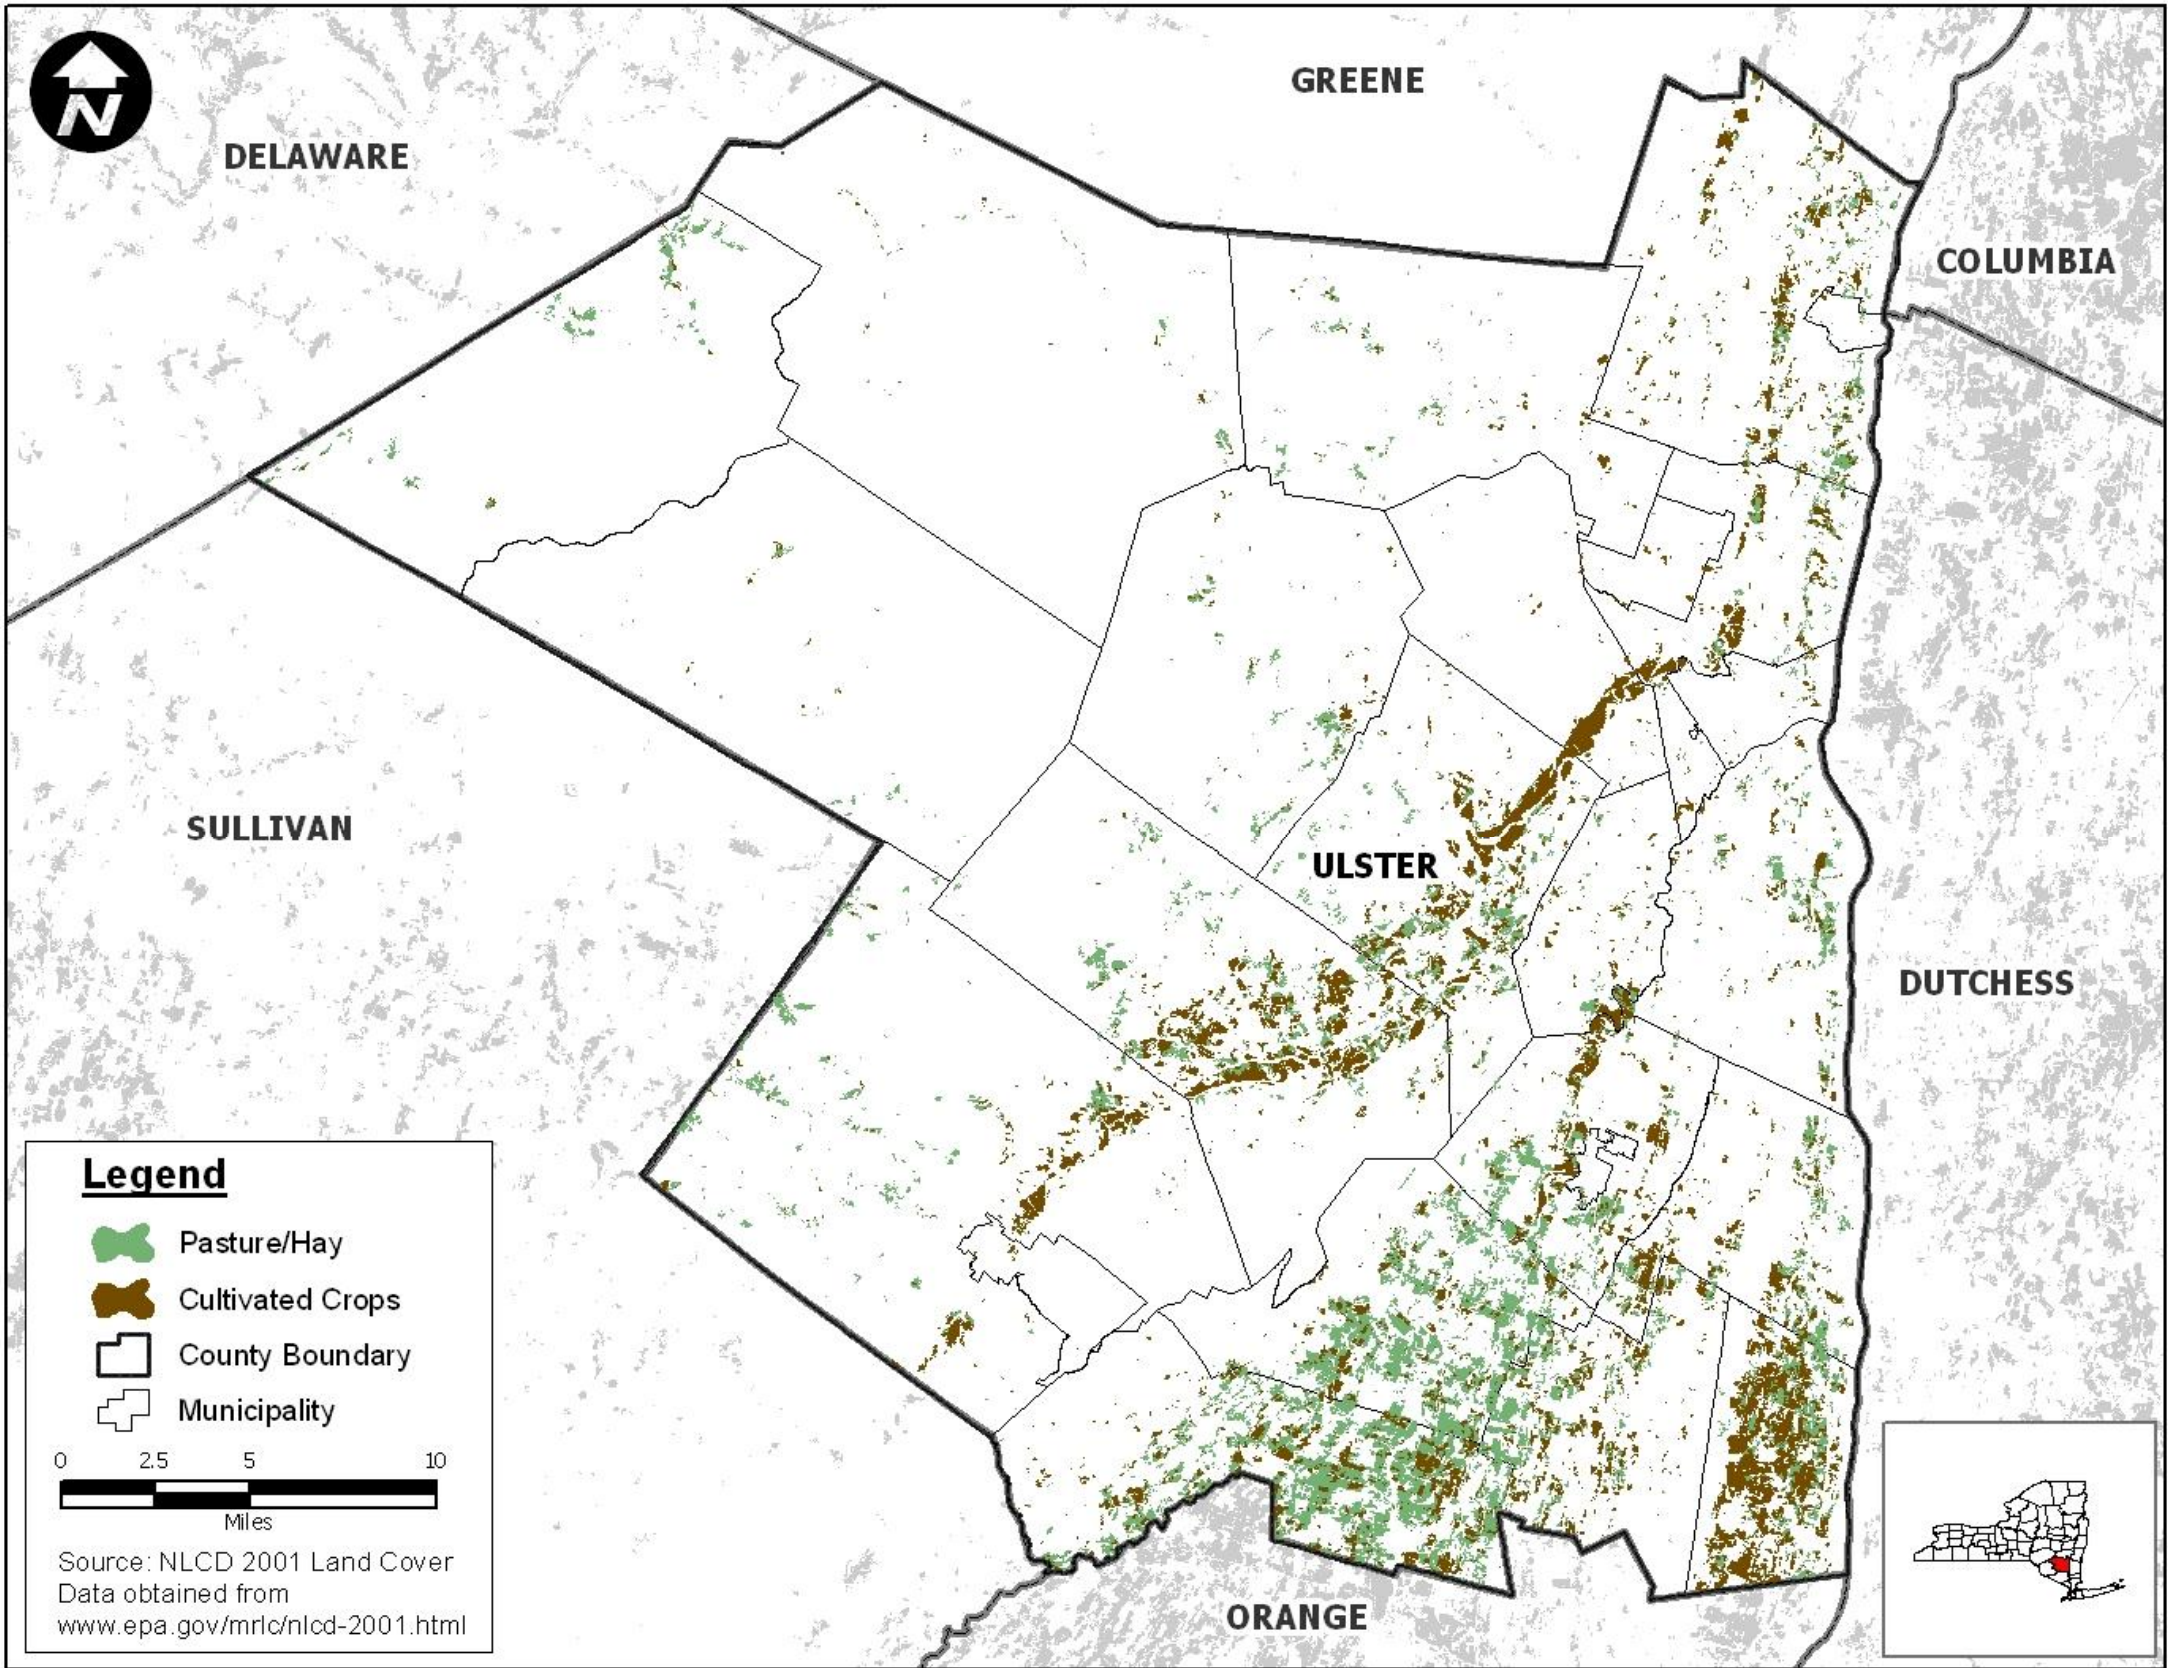 N
GREENE
DELAWARE
COLUMBIA
SULLIVAN
ULSTER
DUTCHESS
ORANGE
Legend
Pasture/Hay
Cultivated Crops
County Boundary
Municipality
0 2.5 5 10
Miles
Source: NLCD 2001 Land Cover
Data obtained from
www.epa.gov/mrlc/nlcd-2001.html